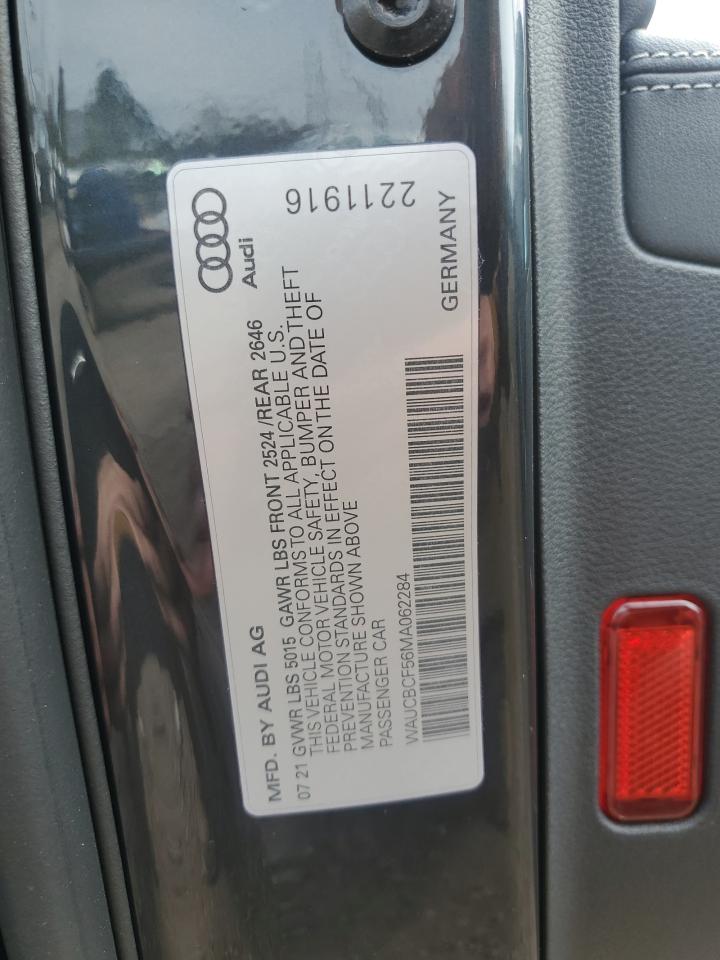 MFD. BY AUDI AG
Audi
07 21 GVWR LBS 5015 GAWR LBS FRONT 2524 /REAR 2646
THIS VEHICLE CONFORMS TO ALL APPLICABLE U.S.
FEDERAL MOTOR VEHICLE SAFETY, BUMPER AND THEFT
PREVENTION STANDARDS IN EFFECT ON THE DATE OF
MANUFACTURE SHOWN ABOVE
PASSENGER CAR
2211916
WAUCBCF56MA062284
GERMANY